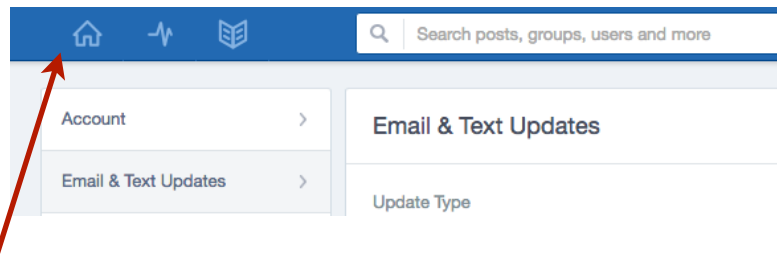 Search posts, groups, users and more
Account
Email & Text Updates
Email & Text Updates
Update Type